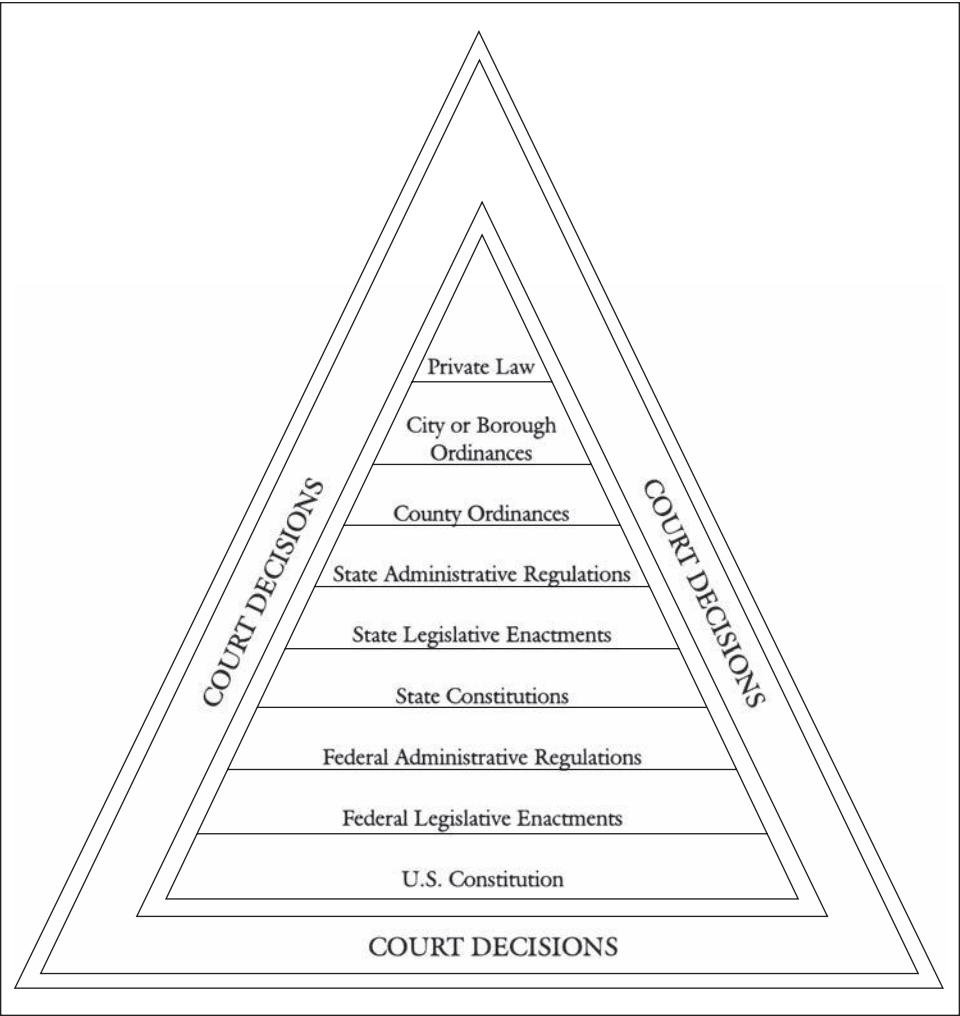 Private Law
City or Borough
Ordinances
County Ordinances
State Administrative Regulations
State Legislative Enactments
State Constitutions
Federal Administrative Regulations
Federal Legislative Enactments
U.S. Constitution
COURT DECISIONS
COURT DECISIONS
COURT DECISIONS